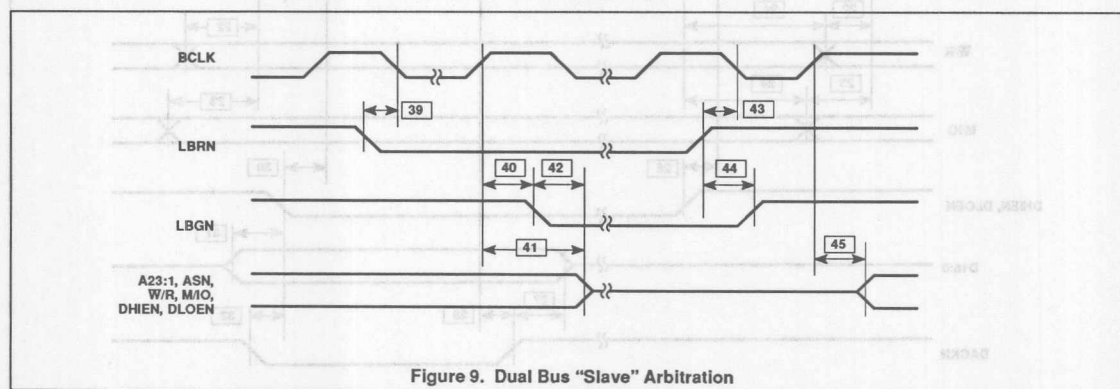 BCLK
39
43
LBRN
40
42
44
LBGN
41
45
A23:1, ASN,
W/R, M/IO,
DHIEN, DLOEN
Figure 9. Dual Bus “Slave” Arbitration